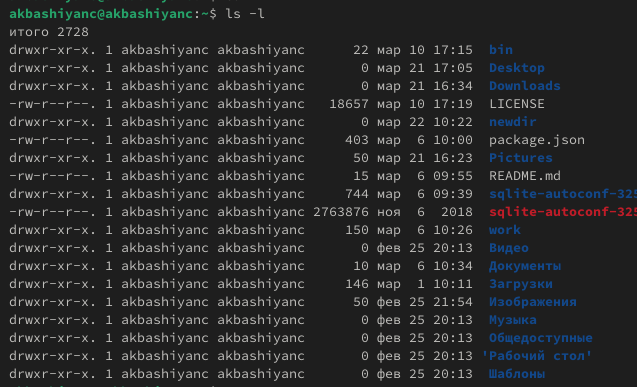 akbashiyanc@akbashiyanc:~$ ls -l
итого 2728
drwxr-xr-x. 1 akbashiyanc akbashiyanc 22 мар 10 17:15 bin
drwxr-xr-x. 1 akbashiyanc akbashiyanc 0 мар 21 17:05 Desktop
drwxr-xr-x. 1 akbashiyanc akbashiyanc 0 мар 21 16:34 Downloads
-rw-r--r--. 1 akbashiyanc akbashiyanc 18657 мар 10 17:19 LICENSE
drwxr-xr-x. 1 akbashiyanc akbashiyanc 0 мар 22 10:22 newdir
-rw-r--r--. 1 akbashiyanc akbashiyanc 403 мар 6 10:00 package.json
drwxr-xr-x. 1 akbashiyanc akbashiyanc 50 мар 21 16:23 Pictures
-rw-r--r--. 1 akbashiyanc akbashiyanc 15 мар 6 09:55 README.md
drwxr-xr-x. 1 akbashiyanc akbashiyanc 744 мар 6 09:39 sqlite-autoconf-325
-rw-r--r--. 1 akbashiyanc akbashiyanc 2763876 ноя 6 2018 sqlite-autoconf-325
drwxr-xr-x. 1 akbashiyanc akbashiyanc 150 мар 6 10:26 work
drwxr-xr-x. 1 akbashiyanc akbashiyanc 0 фев 25 20:13 Видео
drwxr-xr-x. 1 akbashiyanc akbashiyanc 10 мар 6 10:34 Документы
drwxr-xr-x. 1 akbashiyanc akbashiyanc 146 мар 1 10:11 Загрузки
drwxr-xr-x. 1 akbashiyanc akbashiyanc 50 фев 25 21:54 Изображения
drwxr-xr-x. 1 akbashiyanc akbashiyanc 0 фев 25 20:13 Музыка
drwxr-xr-x. 1 akbashiyanc akbashiyanc 0 фев 25 20:13 Общедоступные
drwxr-xr-x. 1 akbashiyanc akbashiyanc 0 фев 25 20:13 'Рабочий стол'
drwxr-xr-x. 1 akbashiyanc akbashiyanc 0 фев 25 20:13 Шаблоны